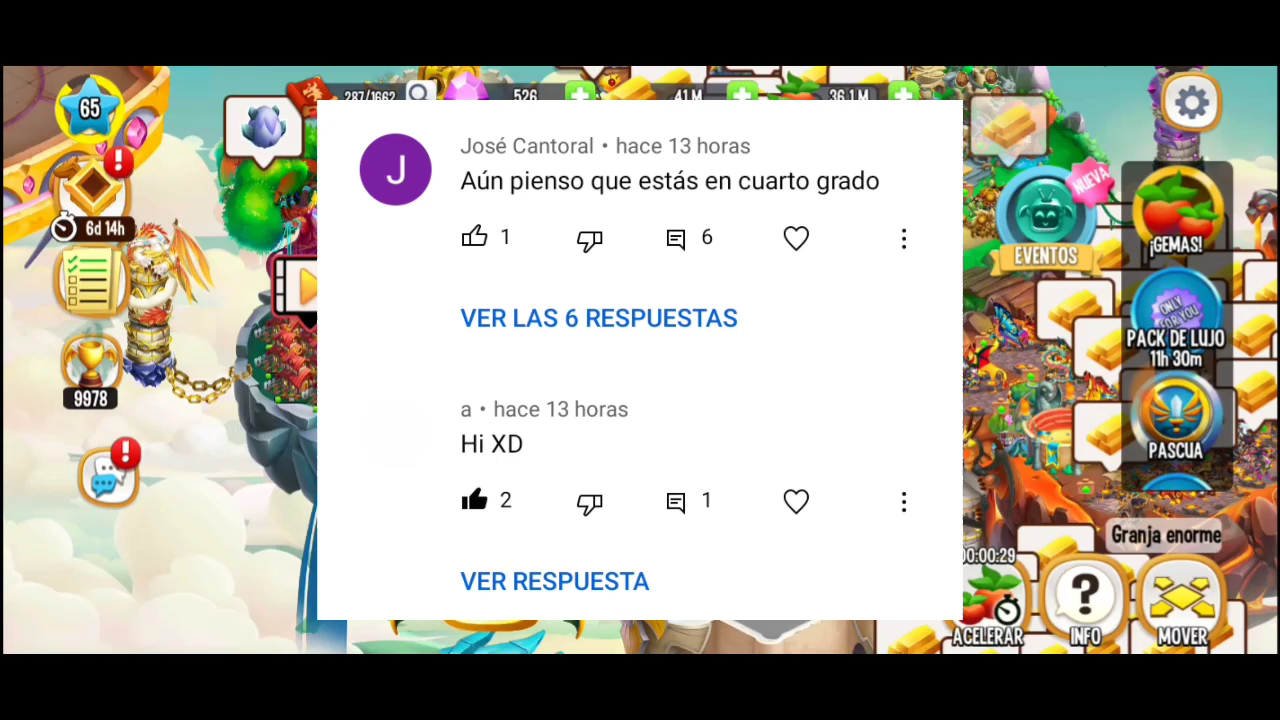 65
287/1662
526
41 M
36,1 M
6d 14h
9978
José Cantoral • hace 13 horas
Aún pienso que estás en cuarto grado
1
6
VER LAS 6 RESPUESTAS
a • hace 13 horas
Hi XD
2
1
VER RESPUESTA
NUEVA
EVENTOS
¡GEMAS!
ONLY
FOR YOU
PACK DE LUJO
11h 30m
PASCUA
Granja enorme
00:00:29
ACELERAR
INFO
MOVER